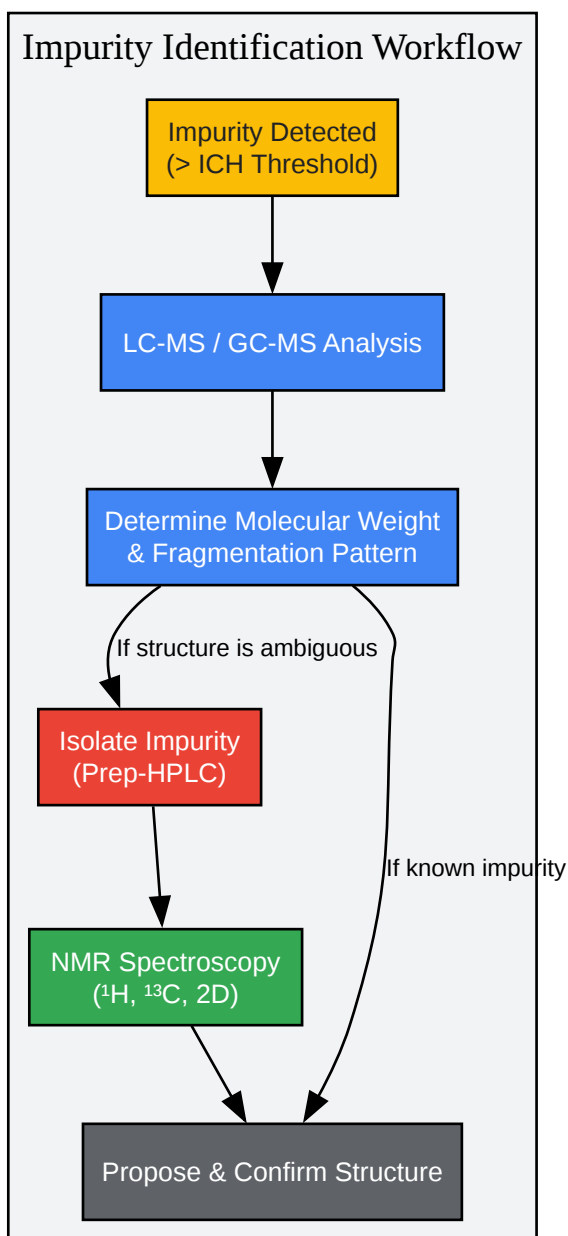 Impurity Identification Workflow
Impurity Detected
(> ICH Threshold)
LC-MS / GC-MS Analysis
Determine Molecular Weight
& Fragmentation Pattern
If structure is ambiguous
Isolate Impurity
(Prep-HPLC)
If known impurity
NMR Spectroscopy
(¹H, ¹³C, 2D)
Propose & Confirm Structure